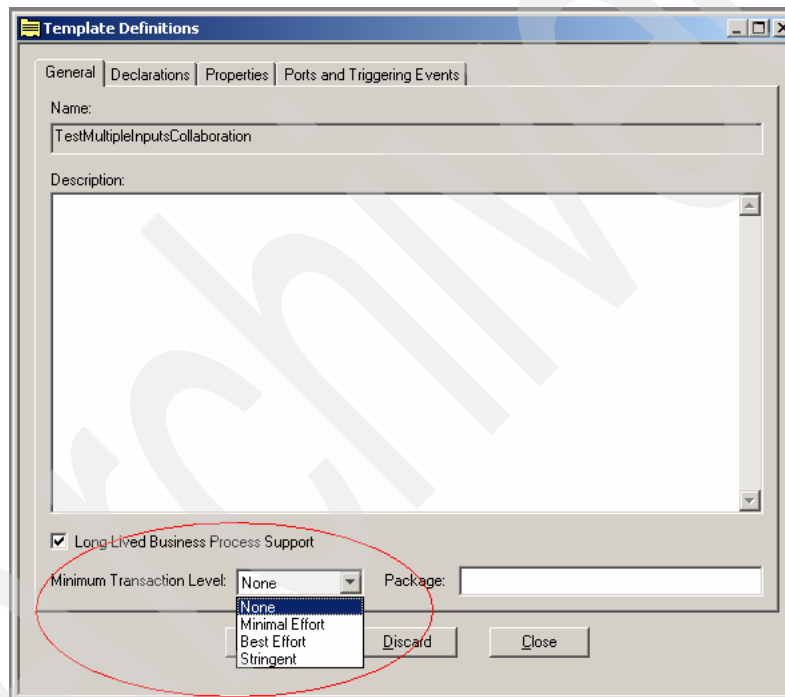 Template Definitions
General Declarations Properties Ports and Triggering Events
Name:
TestMultipleInputsCollaboration
Description:
Long Lived Business Process Support
Minimum Transaction Level: None Package:
None
Minimal Effort
Best Effort
Stringent
Discard Close